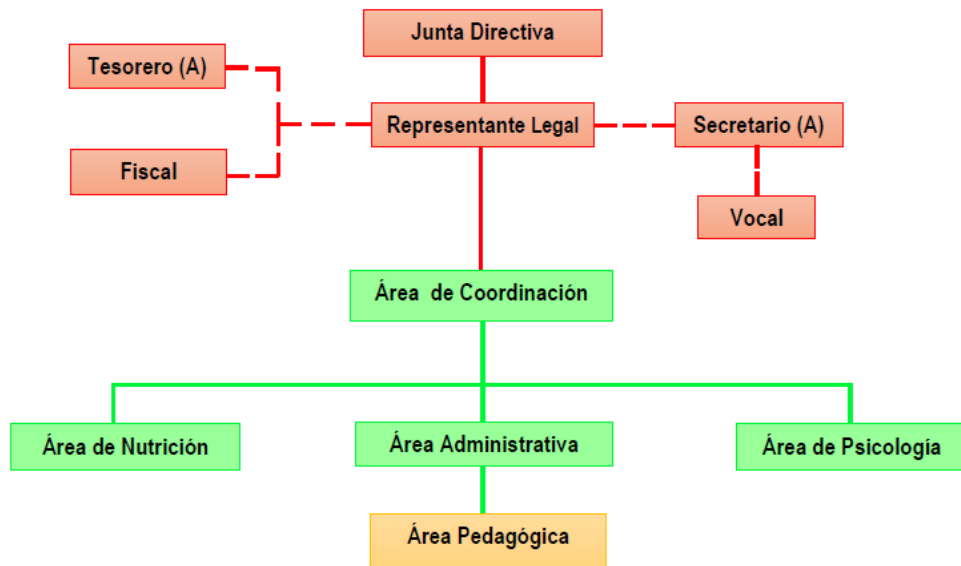 Junta Directiva
Tesorero (A)
Representante Legal
Secretario (A)
Fiscal
Vocal
Área de Coordinación
Área de Nutrición
Área Administrativa
Área de Psicología
Área Pedagógica